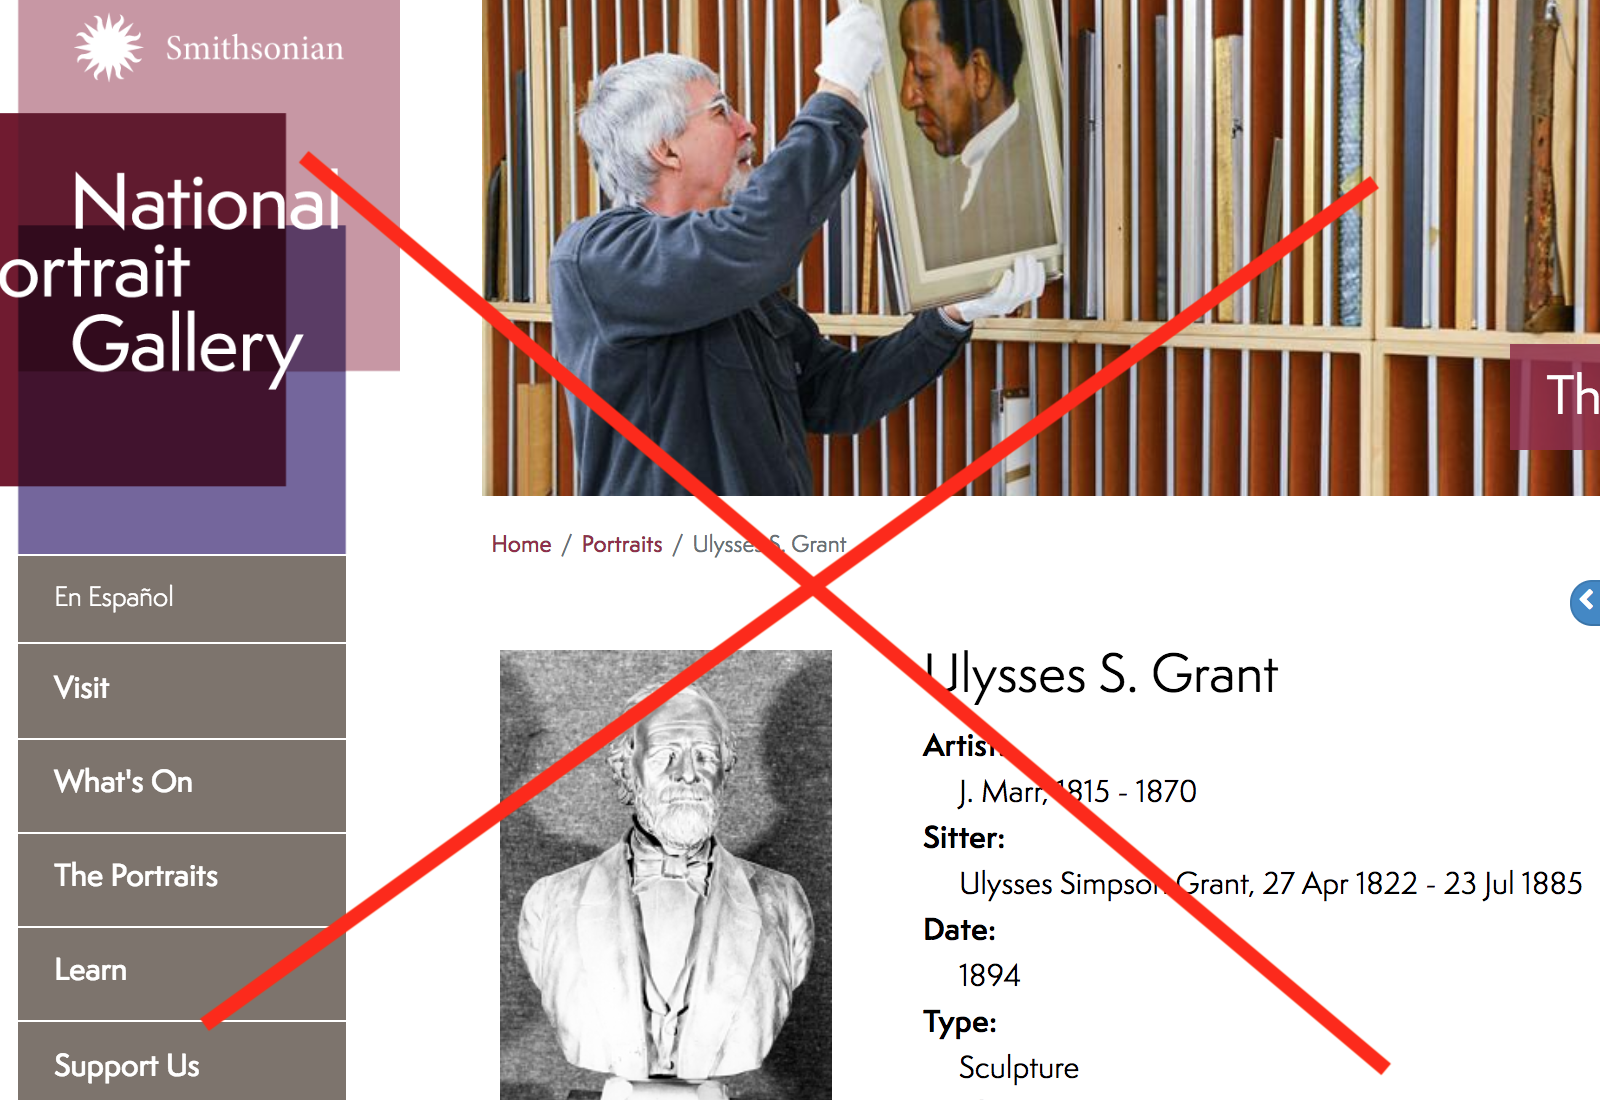 Smithsonian
National
ortrait
Gallery
En Español
Visit
What's On
The Portraits
Learn
Support Us
Th
Home / Portraits / Ulysses S. Grant
Ulysses S. Grant
Artist:
J. Marr, 1815 - 1870
Sitter:
Ulysses Simpson Grant, 27 Apr 1822 - 23 Jul 1885
Date:
1894
Type:
Sculpture